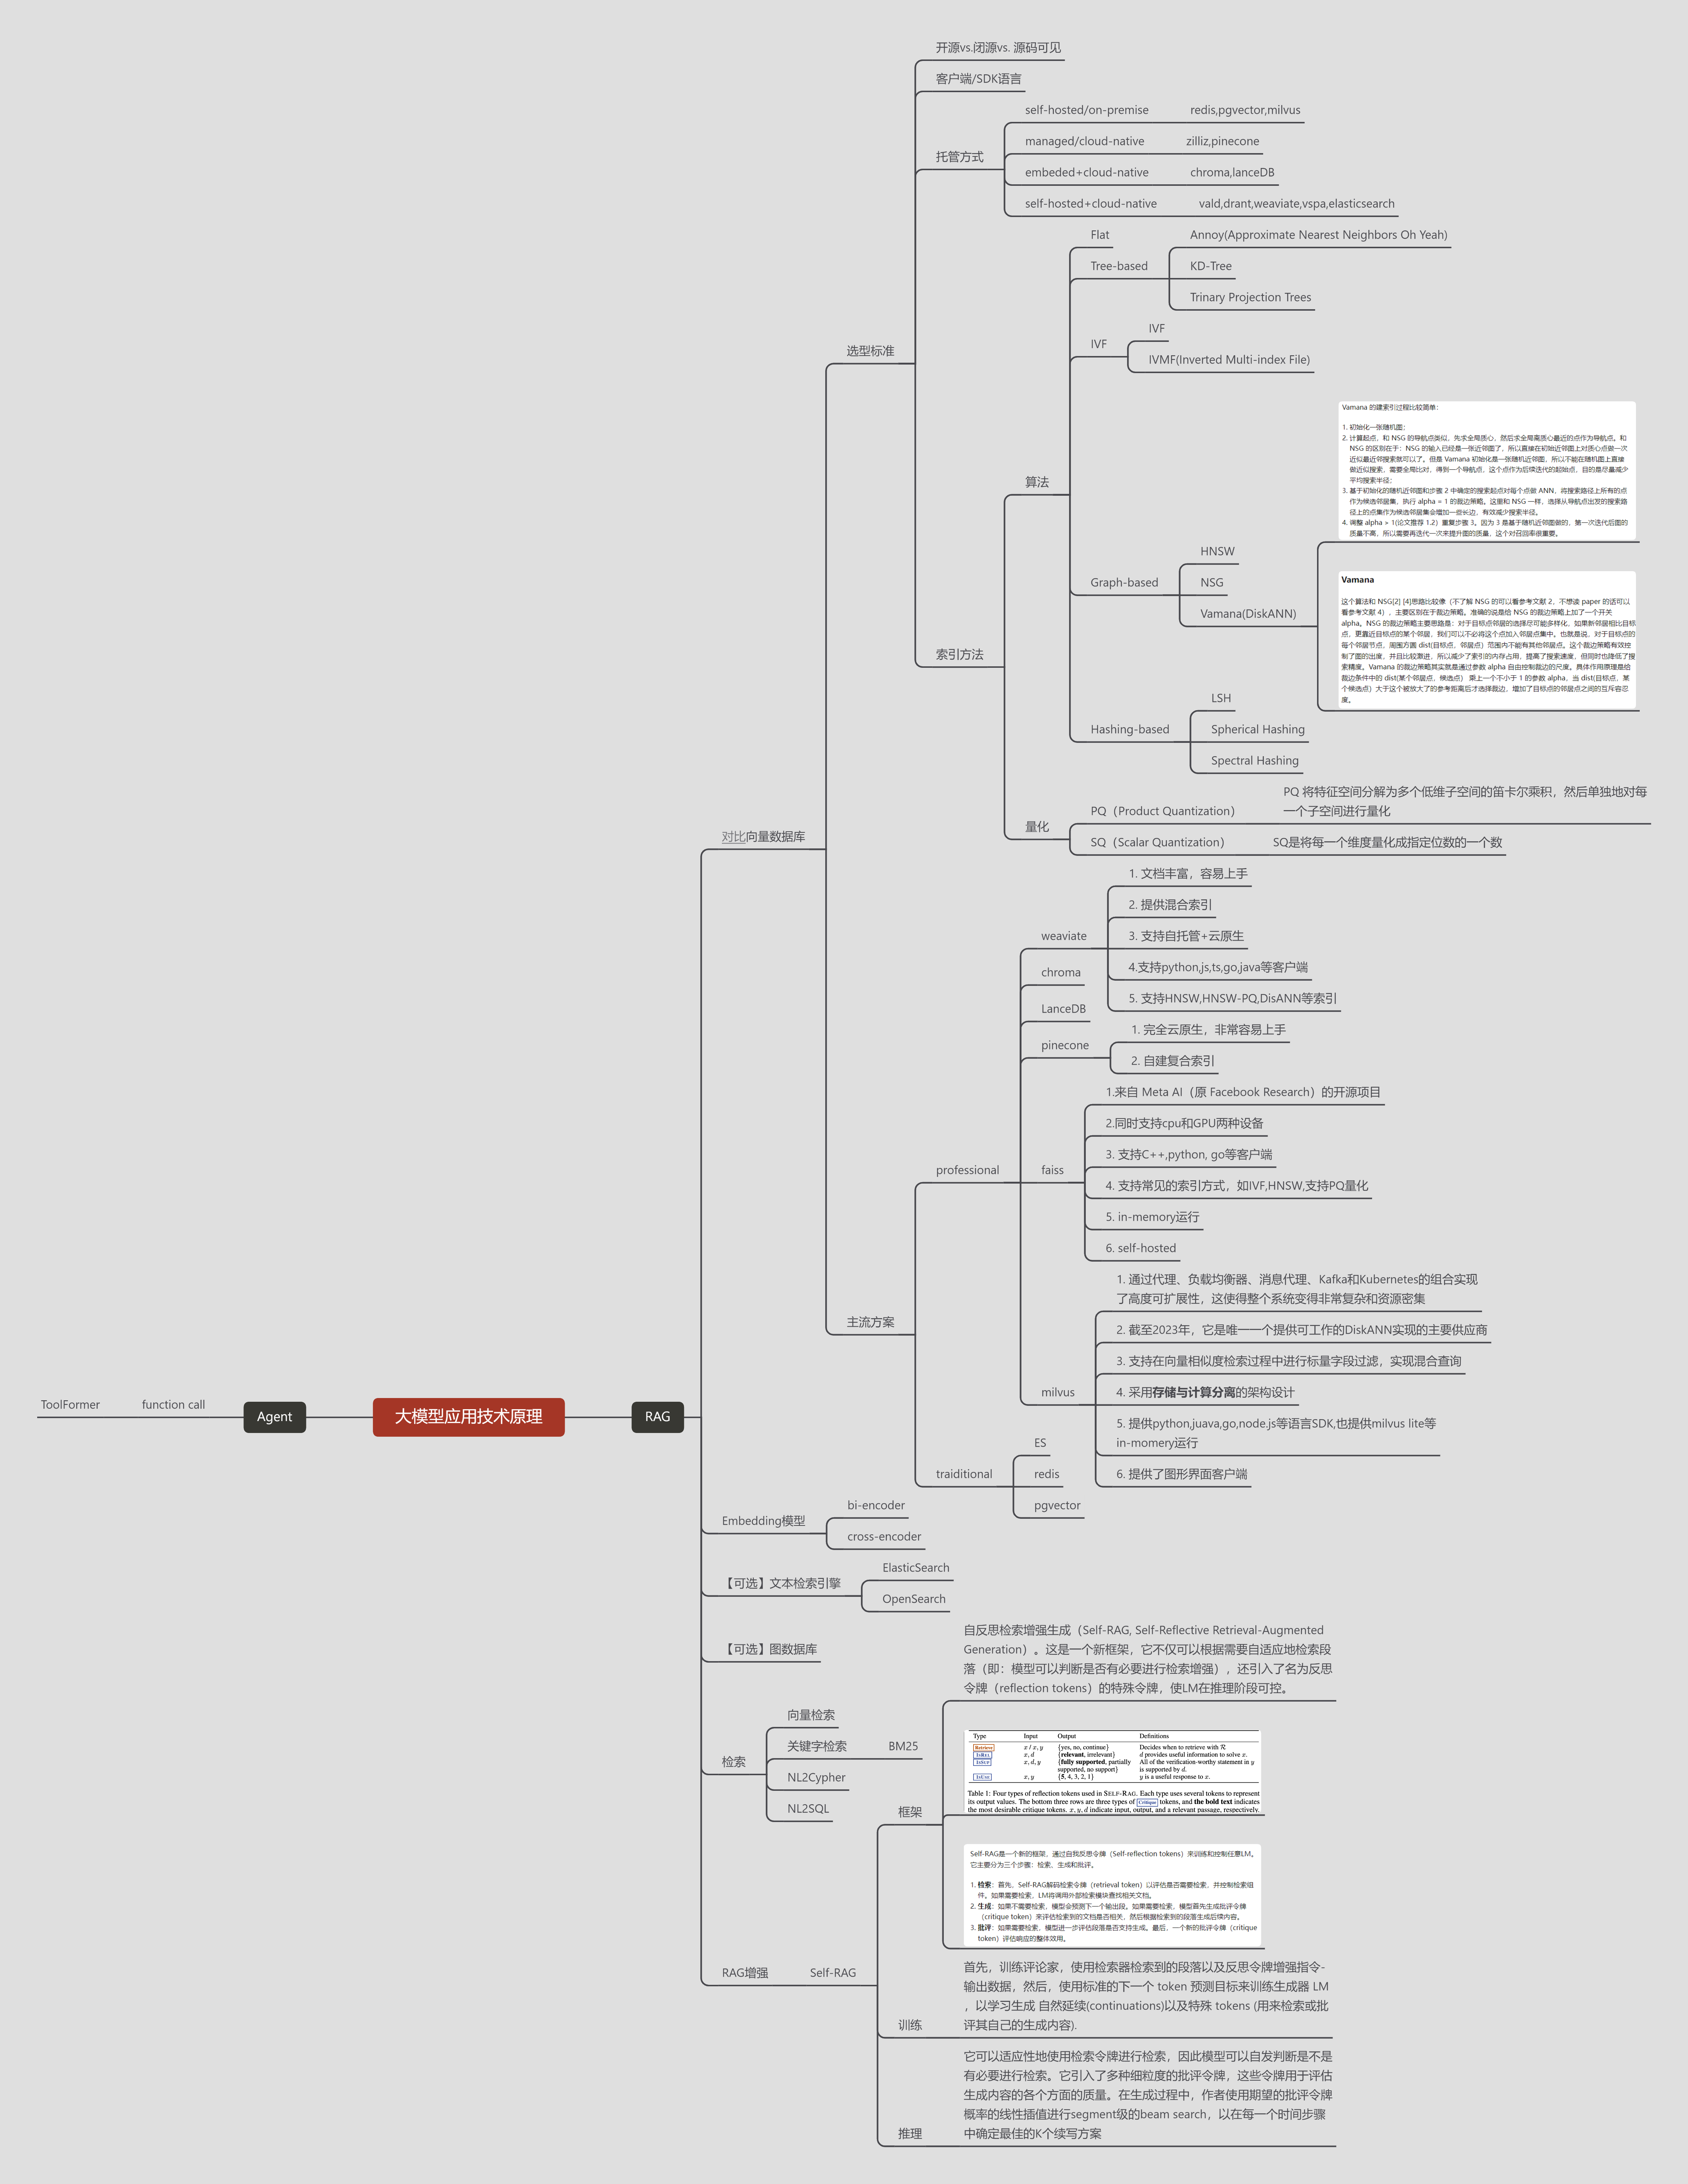 大模型应用技术原理
Agent
function call
ToolFormer
RAG
对比向量数据库
选型标准
开源vs.闭源vs. 源码可见
客户端/SDK语言
托管方式
self-hosted/on-premise
redis,pgvector,milvus
managed/cloud-native
zilliz,pinecone
embeded+cloud-native
chroma,lanceDB
self-hosted+cloud-native
vald,drant,weaviate,vspa,elasticsearch
索引方法
算法
Flat
Tree-based
Annoy(Approximate Nearest Neighbors Oh Yeah)
KD-Tree
Trinary Projection Trees
IVF
IVF
IVMF(Inverted Multi-index File)
Graph-based
HNSW
NSG
Vamana(DiskANN)
Vamana 的建索引过程比较简单：
1. 初始化一张随机图；
2. 计算起点，和 NSG 的导航点类似，先求全局质心，然后求全局离质心最近的点作为导航点。和
NSG 的区别在于：NSG 的输入已经是一张近邻图了，所以直接在初始近邻图上对质心点做一次
近似最近邻搜索就可以了。但是 Vamana 初始化是一张随机近邻图，所以不能在随机图上直接
做近似搜索，需要全局比对，得到一个导航点，这个点作为后续迭代的起始点，目的是尽量减少
平均搜索半径；
3. 基于初始化的随机近邻图和步骤 2 中确定的搜索起点对每个点做 ANN，将搜索路径上所有的点
作为候选邻居集，执行 alpha = 1 的裁边策略。这里和 NSG 一样，选择从导航点出发的搜索路
径上的点集作为候选邻居集会增加一些长边，有效减少搜索半径。
4. 调整 alpha > 1(论文推荐 1.2）重复步骤 3。因为 3 是基于随机近邻图做的，第一次迭代后图的
质量不高，所以需要再迭代一次来提升图的质量，这个对召回率很重要。
Vamana
这个算法和 NSG[2] [4]思路比较像（不了解 NSG 的可以看参考文献 2，不想读 paper 的话可以
看参考文献 4），主要区别在于裁边策略。准确的说是给 NSG 的裁边策略上加了一个开关
alpha。NSG 的裁边策略主要思路是：对于目标点邻居的选择尽可能多样化，如果新邻居相比目标
点，更靠近目标点的某个邻居，我们可以不必将这个点加入邻居点集中。也就是说，对于目标点的
每个邻居节点，周围方圆 dist(目标点，邻居点）范围内不能有其他邻居点。这个裁边策略有效控
制了图的出度，并且比较激进，所以减少了索引的内存占用，提高了搜索速度，但同时也降低了搜
索精度。Vamana 的裁边策略其实就是通过参数 alpha 自由控制裁边的尺度。具体作用原理是给
裁边条件中的 dist(某个邻居点，候选点） 乘上一个不小于 1 的参数 alpha，当 dist(目标点，某
个候选点）大于这个被放大了的参考距离后才选择裁边，增加了目标点的邻居点之间的互斥容忍
度。
Hashing-based
LSH
Spherical Hashing
Spectral Hashing
量化
PQ（Product Quantization）
PQ 将特征空间分解为多个低维子空间的笛卡尔乘积，然后单独地对每
一个子空间进行量化
SQ（Scalar Quantization）
SQ是将每一个维度量化成指定位数的一个数
主流方案
professional
weaviate
1. 文档丰富，容易上手
2. 提供混合索引
3. 支持自托管+云原生
4.支持python,js,ts,go,java等客户端
5. 支持HNSW,HNSW-PQ,DisANN等索引
chroma
LanceDB
pinecone
1. 完全云原生，非常容易上手
2. 自建复合索引
faiss
1.来自 Meta AI（原 Facebook Research）的开源项目
2.同时支持cpu和GPU两种设备
3. 支持C++,python, go等客户端
4. 支持常见的索引方式，如IVF,HNSW,支持PQ量化
5. in-memory运行
6. self-hosted
milvus
1. 通过代理、负载均衡器、消息代理、Kafka和Kubernetes的组合实现
了高度可扩展性，这使得整个系统变得非常复杂和资源密集
2. 截至2023年，它是唯一一个提供可工作的DiskANN实现的主要供应商
3. 支持在向量相似度检索过程中进行标量字段过滤，实现混合查询
4. 采用存储与计算分离的架构设计
5. 提供python,juava,go,node.js等语言SDK,也提供milvus lite等
in-momery运行
6. 提供了图形界面客户端
traiditional
ES
redis
pgvector
Embedding模型
bi-encoder
cross-encoder
【可选】文本检索引擎
ElasticSearch
OpenSearch
【可选】图数据库
检索
向量检索
关键字检索
BM25
NL2Cypher
NL2SQL
RAG增强
Self-RAG
框架
自反思检索增强生成（Self-RAG, Self-Reflective Retrieval-Augmented
Generation）。这是一个新框架，它不仅可以根据需要自适应地检索段
落（即：模型可以判断是否有必要进行检索增强），还引入了名为反思
令牌（reflection tokens）的特殊令牌，使LM在推理阶段可控。
Type Input Output Definitions
Retrieve x / x, y {yes, no, continue} Decides when to retrieve with R
IsRel x, d {relevant, irrelevant} d provides useful information to solve x.
IsSup x, d, y {fully supported, partially All of the verification-worthy statement in y
supported, no support} is supported by d.
IsUse x, y {5, 4, 3, 2, 1} y is a useful response to x.
Table 1: Four types of reflection tokens used in SELF-RAG. Each type uses several tokens to represent
its output values. The bottom three rows are three types of Critique tokens, and the bold text indicates
the most desirable critique tokens. x, y, d indicate input, output, and a relevant passage, respectively.
Self-RAG是一个新的框架，通过自我反思令牌（Self-reflection tokens）来训练和控制任意LM。
它主要分为三个步骤：检索，生成和批评。
1. 检索：首先，Self-RAG解码检索令牌（retrieval token）以评估是否需要检索，并控制检索组
件。如果需要检索，LM将调用外部检索模块查找相关文档。
2. 生成：如果不需要检索，模型会预测下一个输出段。如果需要检索，模型首先生成批评令牌
（critique token）来评估检索到的文档是否相关，然后根据检索到的段落生成后续内容。
3. 批评：如果需要检索，模型进一步评估段落是否支持生成。最后，一个新的批评令牌（critique
token）评估响应的整体效用。
训练
首先，训练评论家，使用检索器检索到的段落以及反思令牌增强指令-
输出数据，然后，使用标准的下一个 token 预测目标来训练生成器 LM
，以学习生成 自然延续(continuations)以及特殊 tokens (用来检索或批
评其自己的生成内容).
推理
它可以适应性地使用检索令牌进行检索，因此模型可以自发判断是不是
有必要进行检索。它引入了多种细粒度的批评令牌，这些令牌用于评估
生成内容的各个方面的质量。在生成过程中，作者使用期望的批评令牌
概率的线性插值进行segment级的beam search，以在每一个时间步骤
中确定最佳的K个续写方案